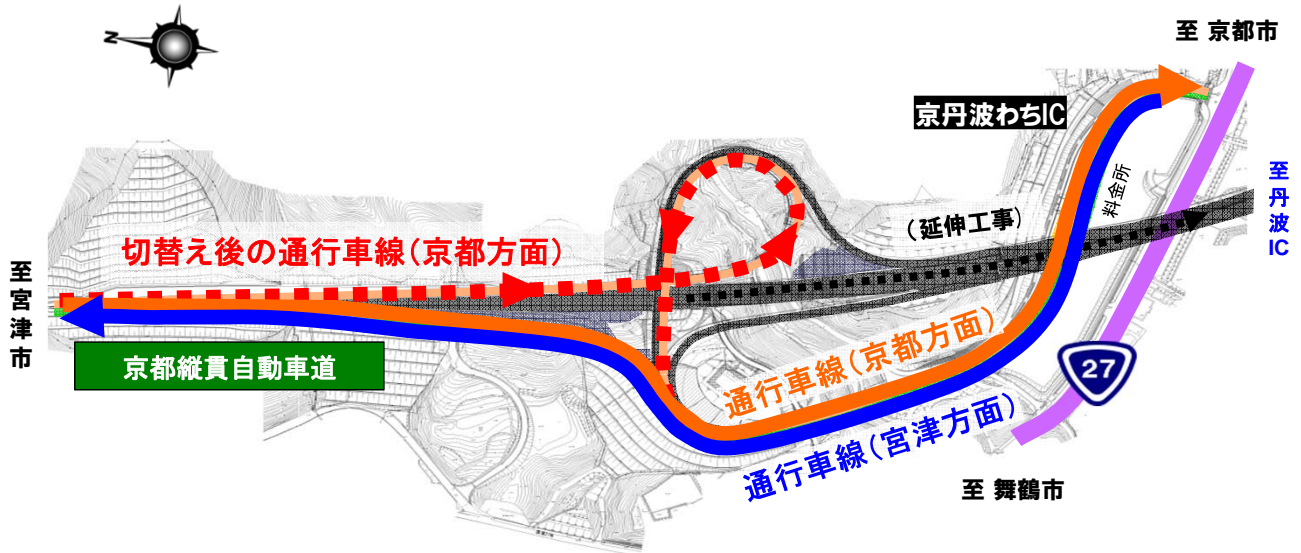 N
至 京都市
京丹波わちIC
至丹波IC
料金所
(延伸工事)
切替え後の通行車線(京都方面)
至宮津市
京都縦貫自動車道
通行車線(京都方面)
通行車線(宮津方面)
27
至 舞鶴市